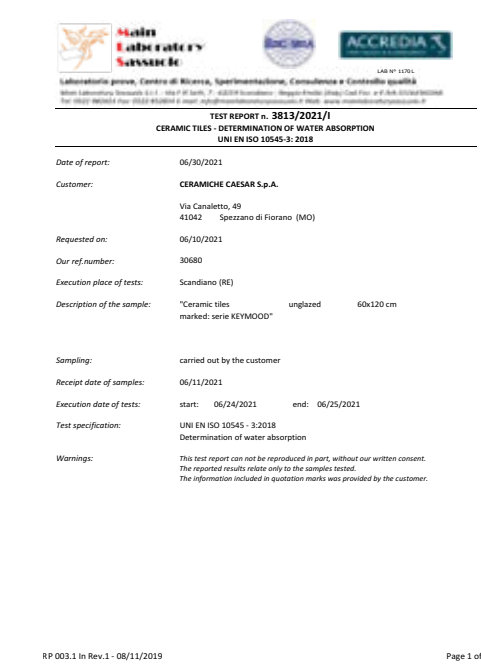 Main
Laboratory
Sassuolo
ACCREDIA
LAB N° 1170 L
Laboratorio prove, Centro di Ricerca, Sperimentazione, Consulenza e Controllo qualità
TEST REPORT n. 3813/2021/I
CERAMIC TILES - DETERMINATION OF WATER ABSORPTION
UNI EN ISO 10545-3: 2018
Date of report: 06/30/2021
Customer: CERAMICHE CAESAR S.p.A.
Via Canaletto, 49
41042 Spezzano di Fiorano (MO)
Requested on: 06/10/2021
Our ref.number: 30680
Execution place of tests: Scandiano (RE)
Description of the sample: "Ceramic tiles unglazed 60x120 cm
marked: serie KEYMOOD"
Sampling: carried out by the customer
Receipt date of samples: 06/11/2021
Execution date of tests: start: 06/24/2021 end: 06/25/2021
Test specification: UNI EN ISO 10545 - 3:2018
Determination of water absorption
Warnings: This test report can not be reproduced in part, without our written consent.
The reported results relate only to the samples tested.
The information included in quotation marks was provided by the customer.
RP 003.1 In Rev.1 - 08/11/2019 Page 1 of